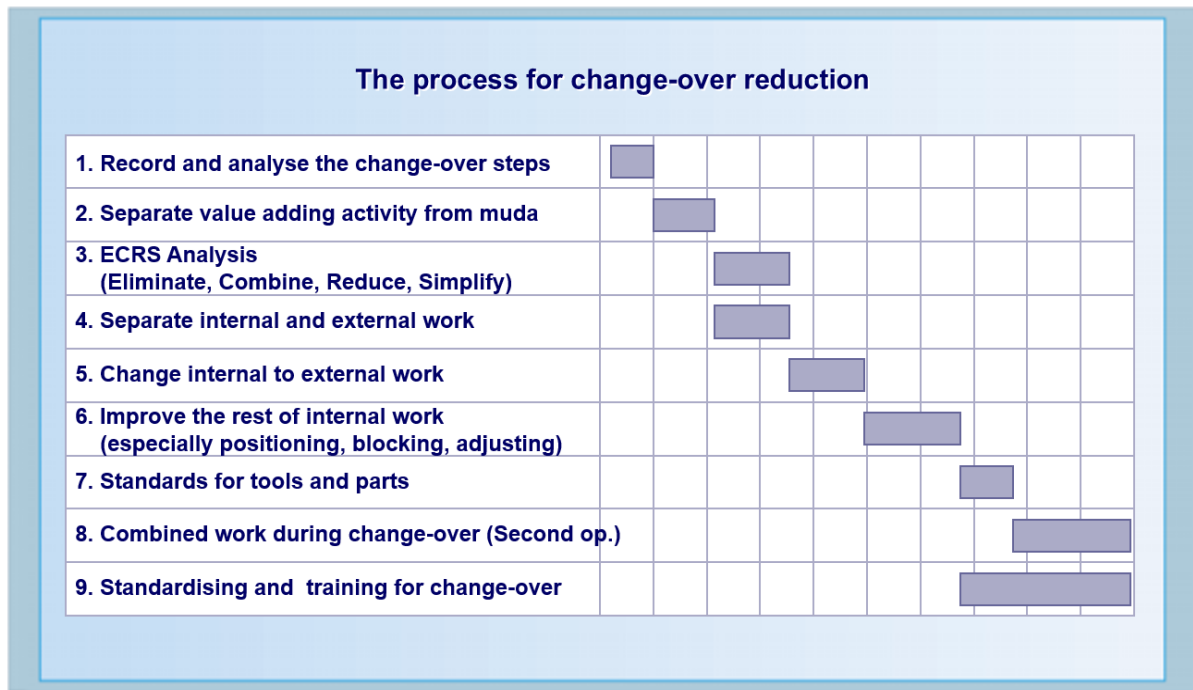 The process for change-over reduction
1. Record and analyse the change-over steps
2. Separate value adding activity from muda
3. ECRS Analysis
(Eliminate, Combine, Reduce, Simplify)
4. Separate internal and external work
5. Change internal to external work
6. Improve the rest of internal work
(especially positioning, blocking, adjusting)
7. Standards for tools and parts
8. Combined work during change-over (Second op.)
9. Standardising and  training for change-over